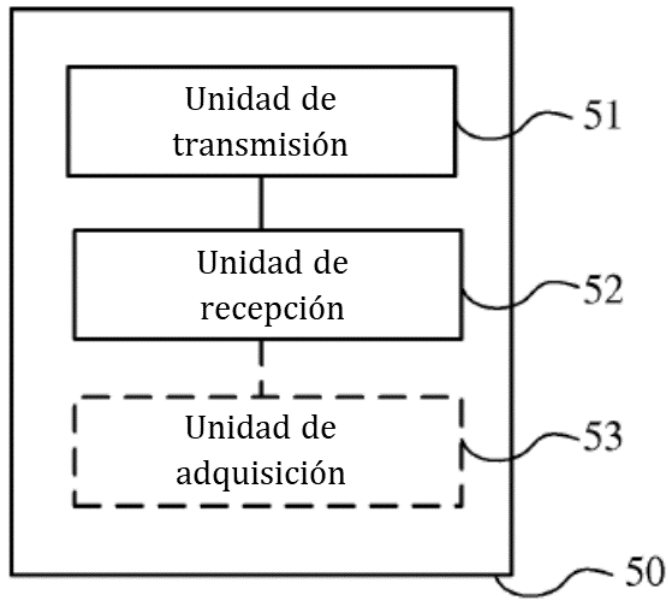 Unidad de
transmisión
51
Unidad de
recepción
52
Unidad de
adquisición
53
50